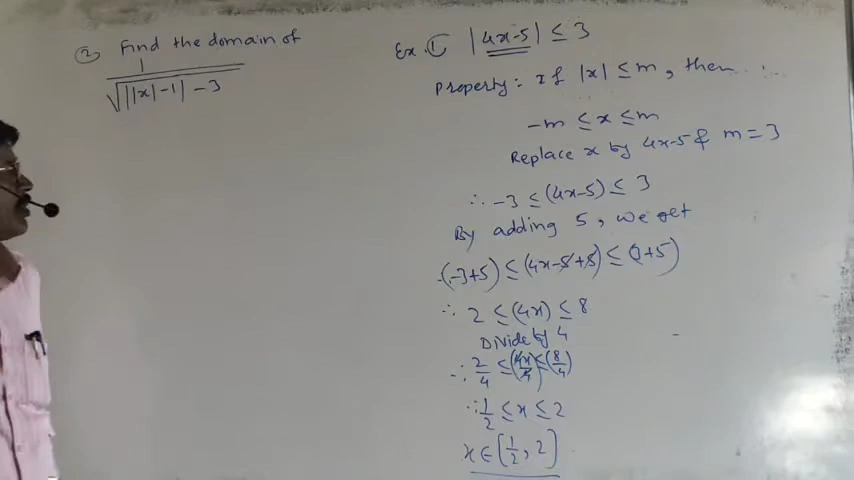 ② Find the domain of
1
√||x|-1| - 3
Ex. ① |4x-5| ≤ 3
Property: If |x| ≤ m, then .....
-m ≤ x ≤ m
Replace x by 4x-5 & m = 3
∴ -3 ≤ (4x-5) ≤ 3
By adding 5, we get
(-3+5) ≤ (4x-5+5) ≤ (3+5)
∴ 2 ≤ (4x) ≤ 8
Divide by 4
∴ 2/4 ≤ (4x/4) ≤ (8/4)
∴ 1/2 ≤ x ≤ 2
x ∈ [1/2, 2]